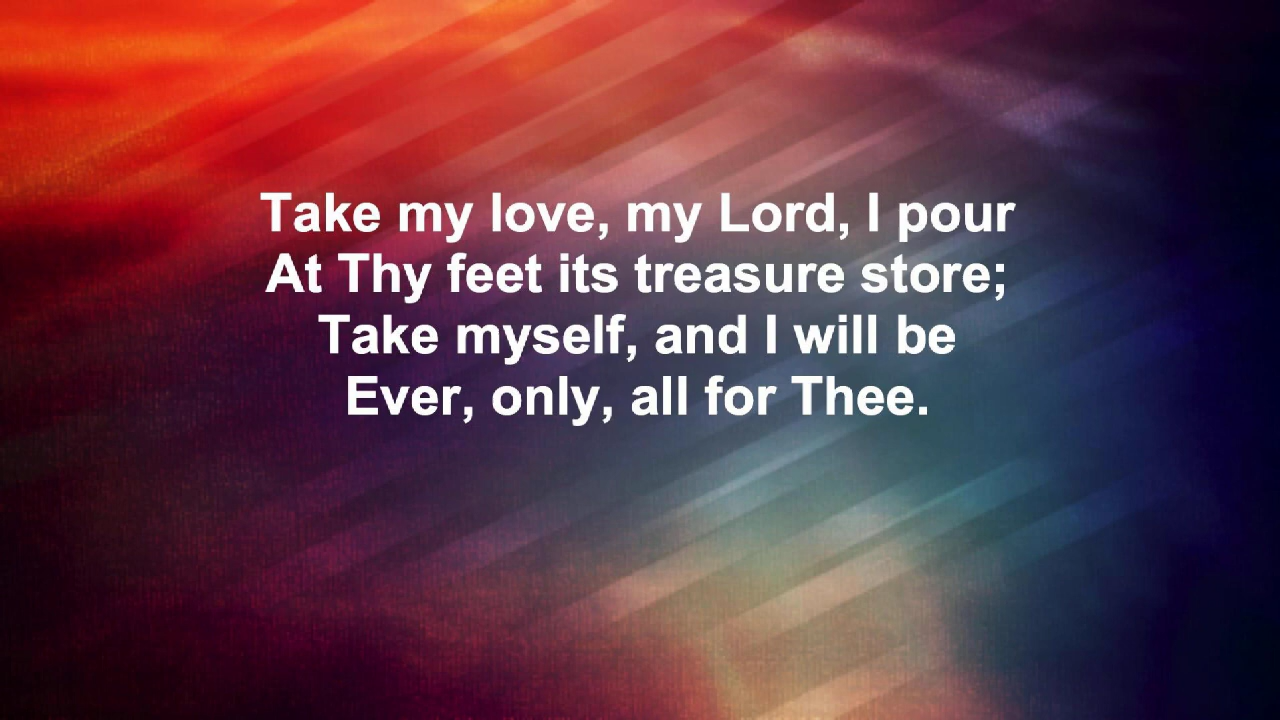 Take my love, my Lord, I pour
At Thy feet its treasure store;
Take myself, and I will be
Ever, only, all for Thee.